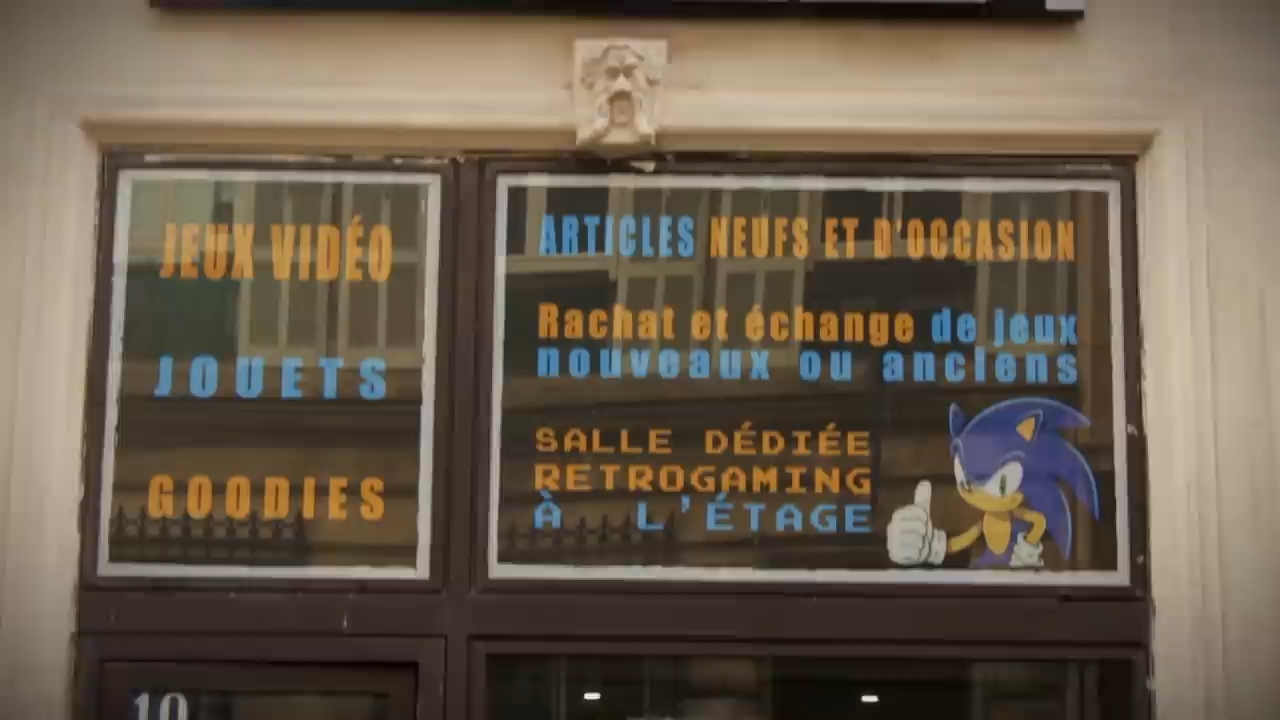 JEUX VIDÉO
JOUETS
GOODIES
ARTICLES NEUFS ET D'OCCASION
Rachat et échange de jeux
nouveaux ou anciens
SALLE DÉDIÉE
RETROGAMING
À L'ÉTAGE
10